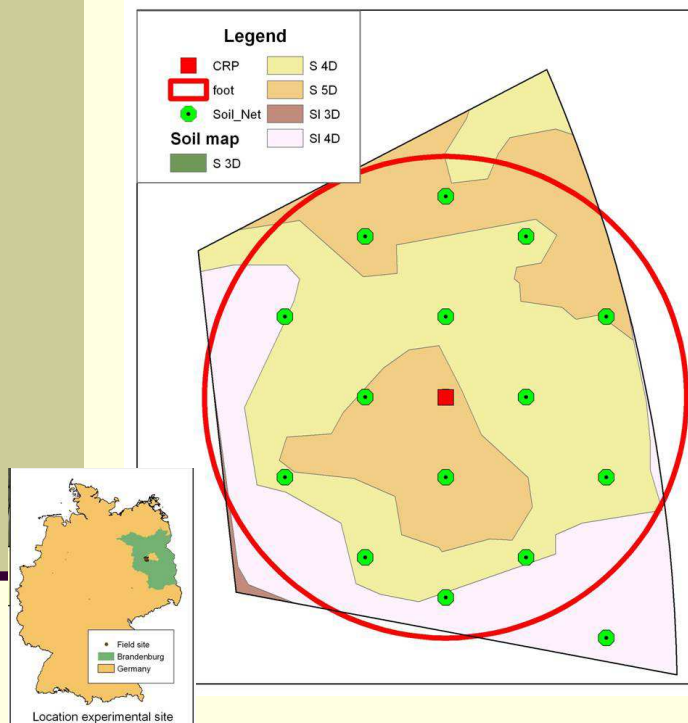 Legend
CRP
foot
Soil_Net
Soil map
S 3D
S 4D
S 5D
Sl 3D
Sl 4D
Field site
Brandenburg
Germany
Location experimental site